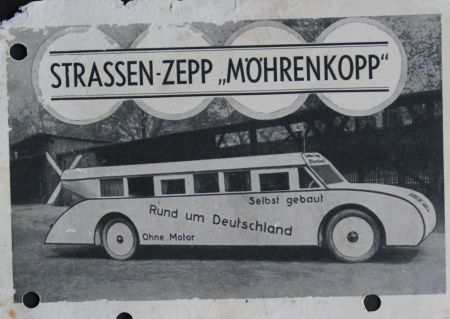 STRASSEN-ZEPP „MÖHRENKOPP“
Selbst gebaut
Rund um Deutschland
Ohne Motor